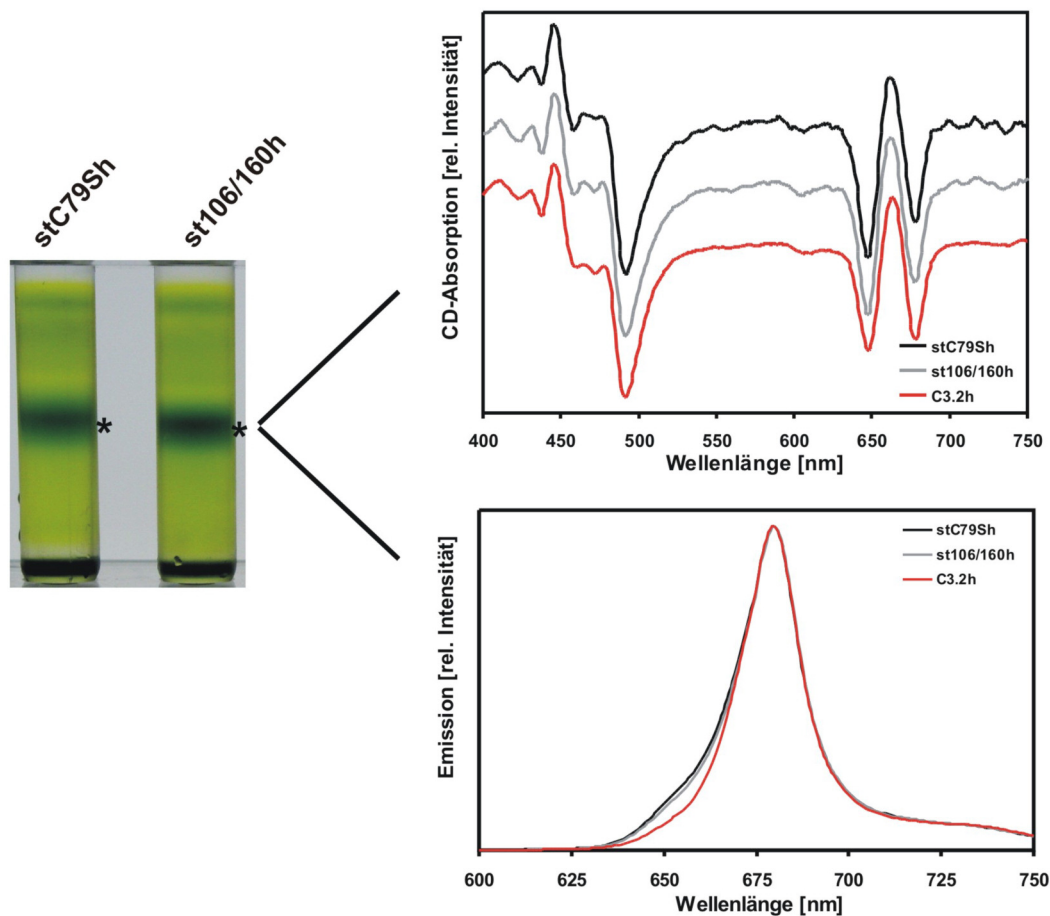 stC79Sh
st106/160h
*
*
CD-Absorption [rel. Intensität]
stC79Sh
st106/160h
C3.2h
400 450 500 550 600 650 700 750
Wellenlänge [nm]
Emission [rel. Intensität]
stC79Sh
st106/160h
C3.2h
600 625 650 675 700 725 750
Wellenlänge [nm]